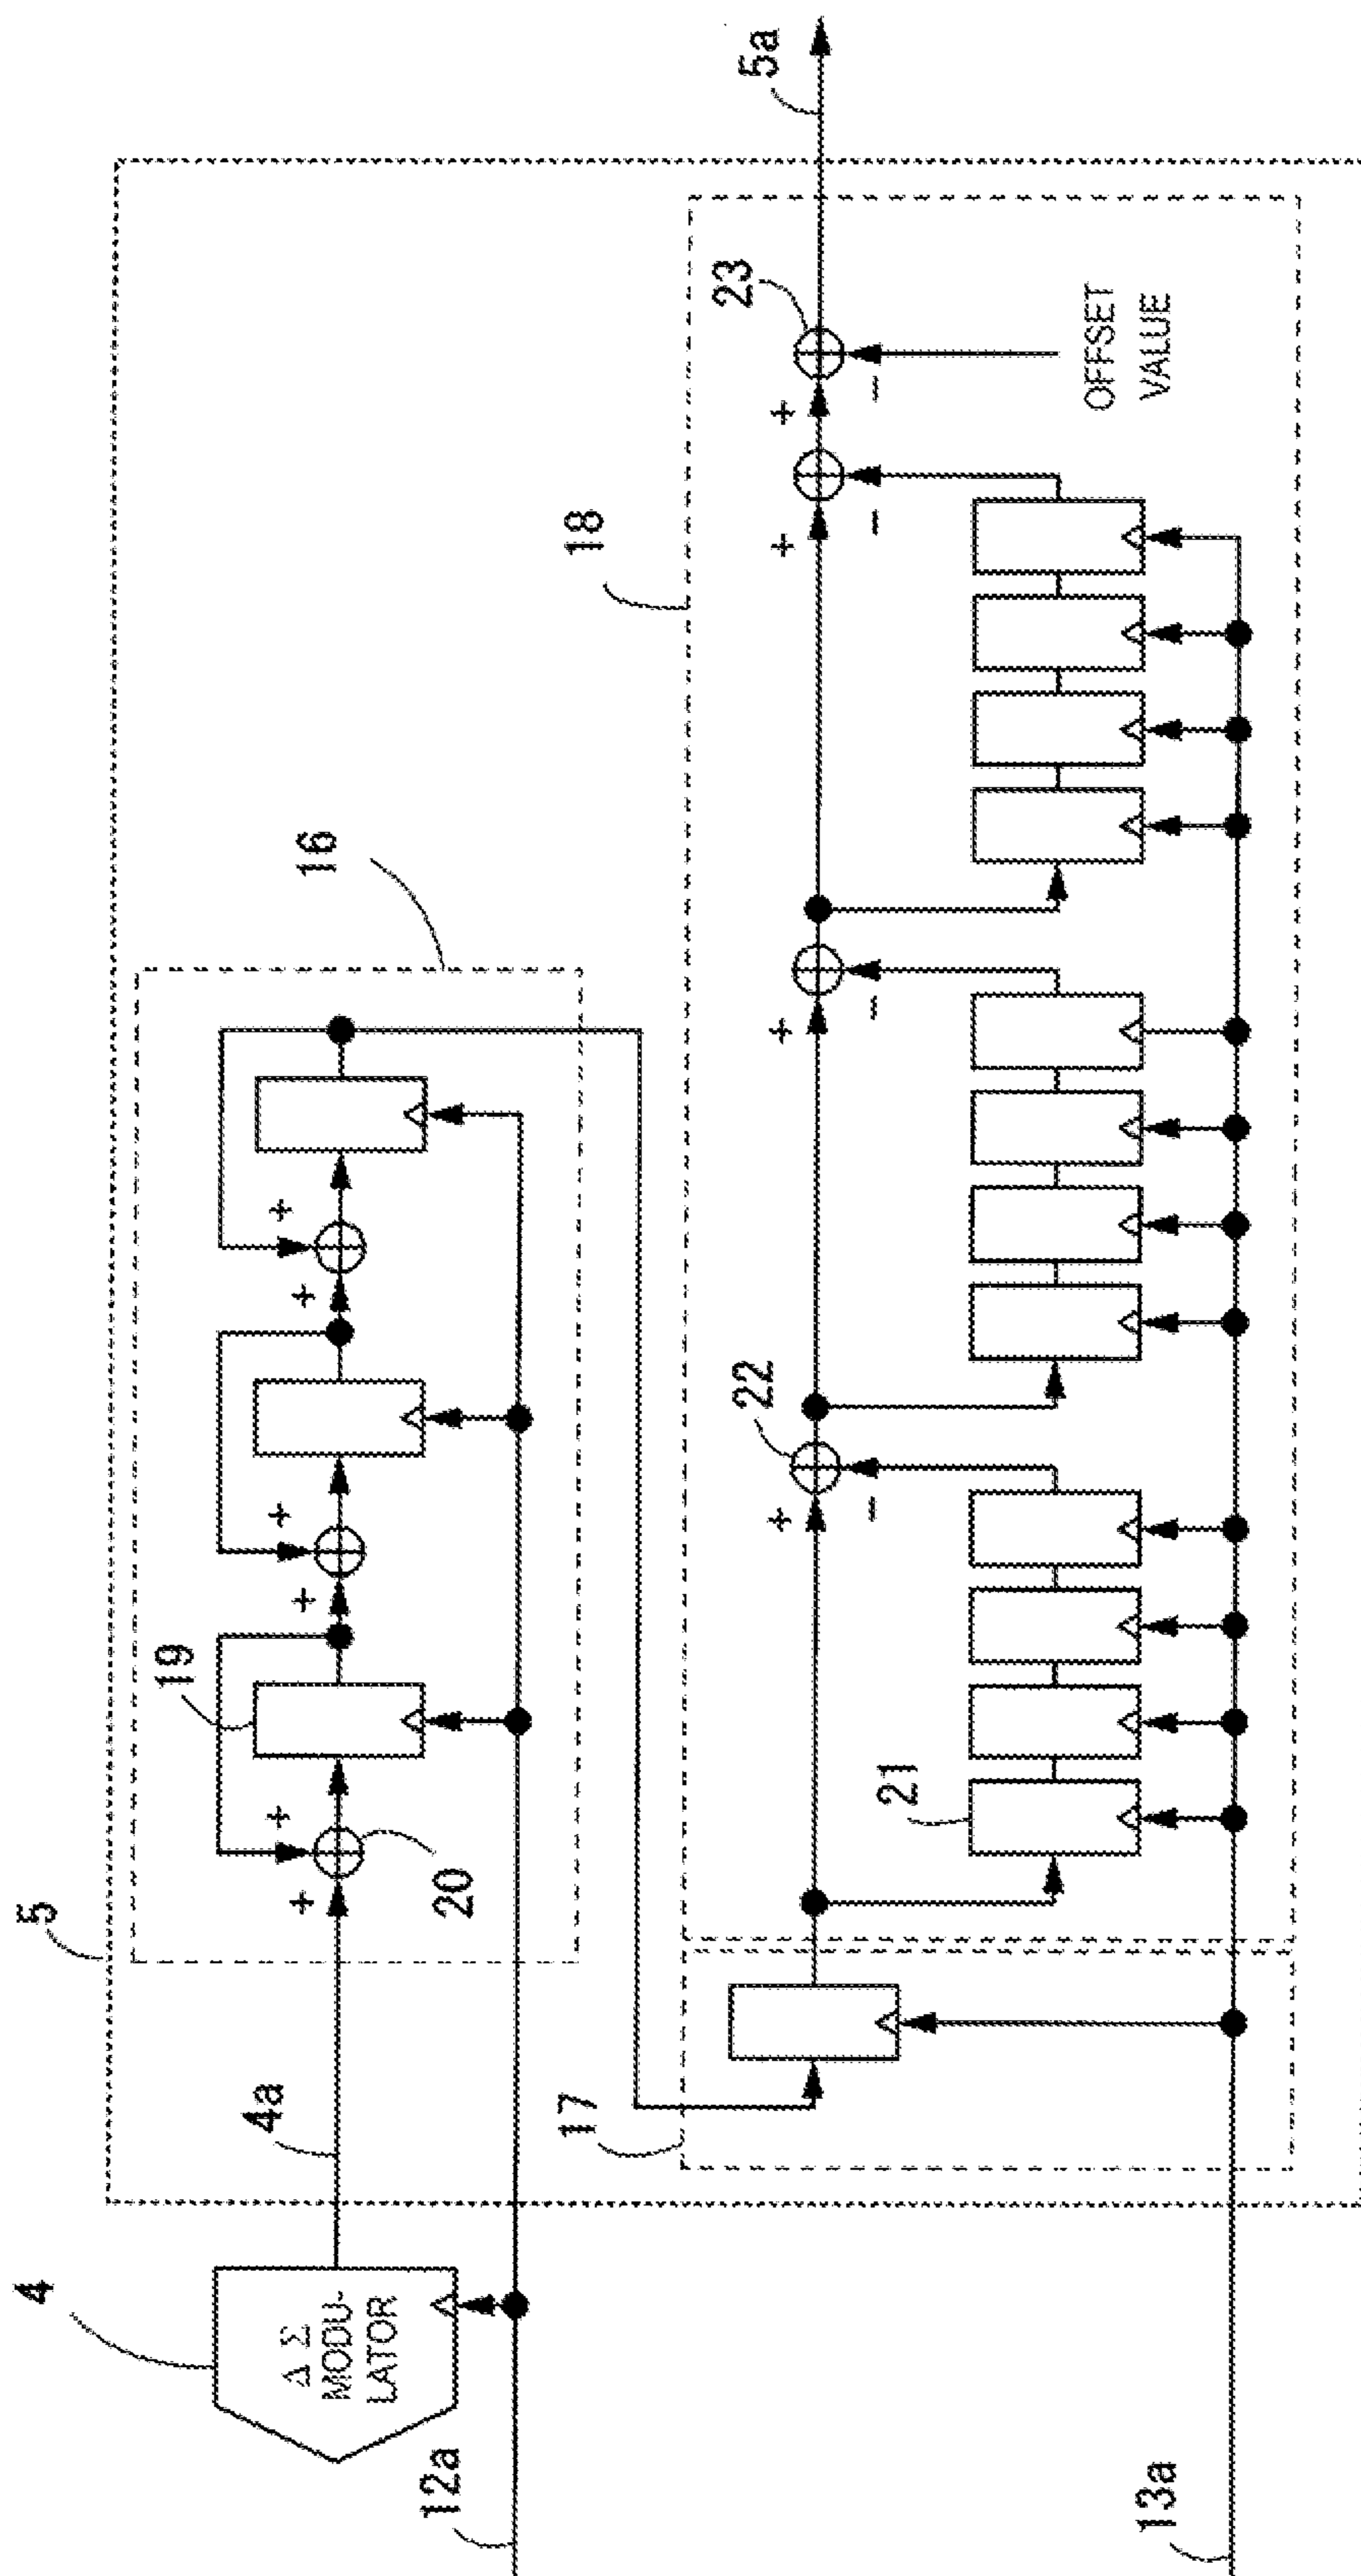 5
16
18
19
20
4
4a
ΔΣ
MODU-
LATOR
12a
17
21
22
23
5a
OFFSET
VALUE
13a
+
+
+
+
+
+
+
−
+
−
+
−
+
−